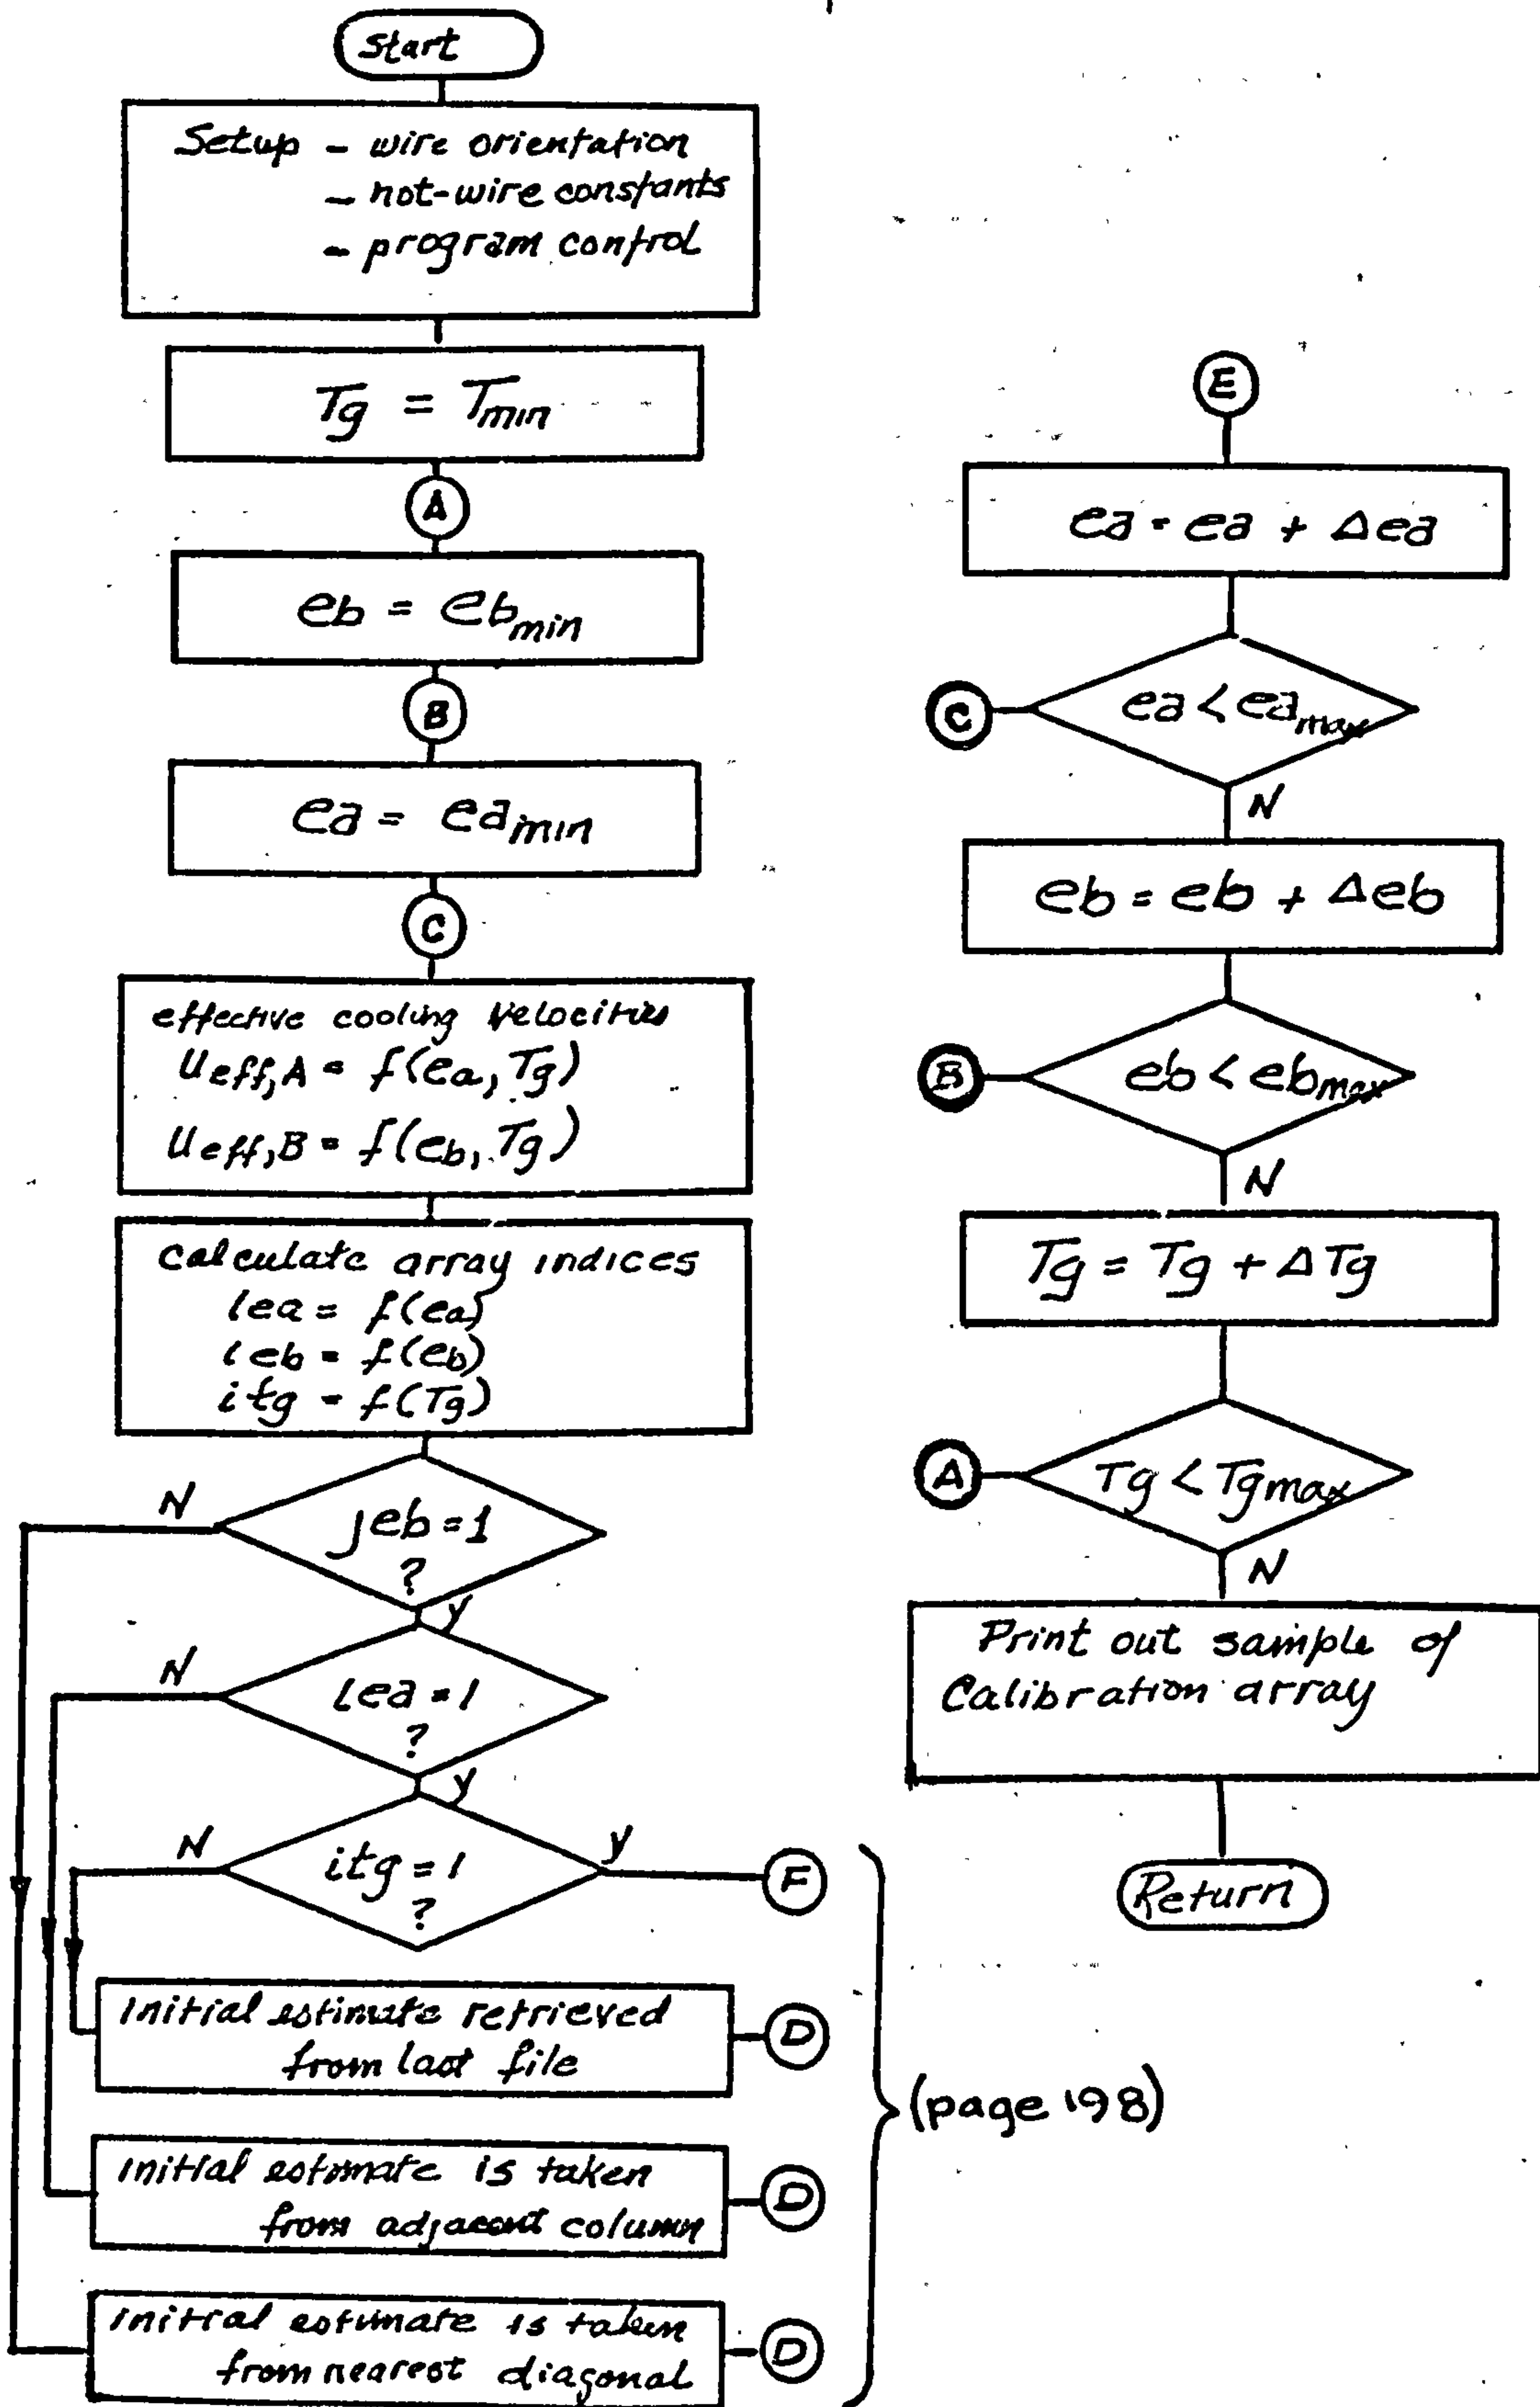 Start
Setup - wire orientation
- hot-wire constants
- program control
Tg = Tmin
A
eb = ebmin
B
ea = eamin
C
effective cooling velocities
Ueff,A = f(ea, Tg)
Ueff,B = f(eb, Tg)
Calculate array indices
iea = f(ea)
ieb = f(eb)
itg = f(Tg)
N
jeb = 1
?
Y
N
iea = 1
?
Y
N
itg = 1
?
Y
F
Initial estimate retrieved
from last file
D
Initial estimate is taken
from adjacent column
D
Initial estimate is taken
from nearest diagonal
D
(page 198)
E
ea = ea + Δea
C
ea < eamax
N
eb = eb + Δeb
B
eb < ebmax
N
Tg = Tg + ΔTg
A
Tg < Tgmax
N
Print out sample of
Calibration array
Return